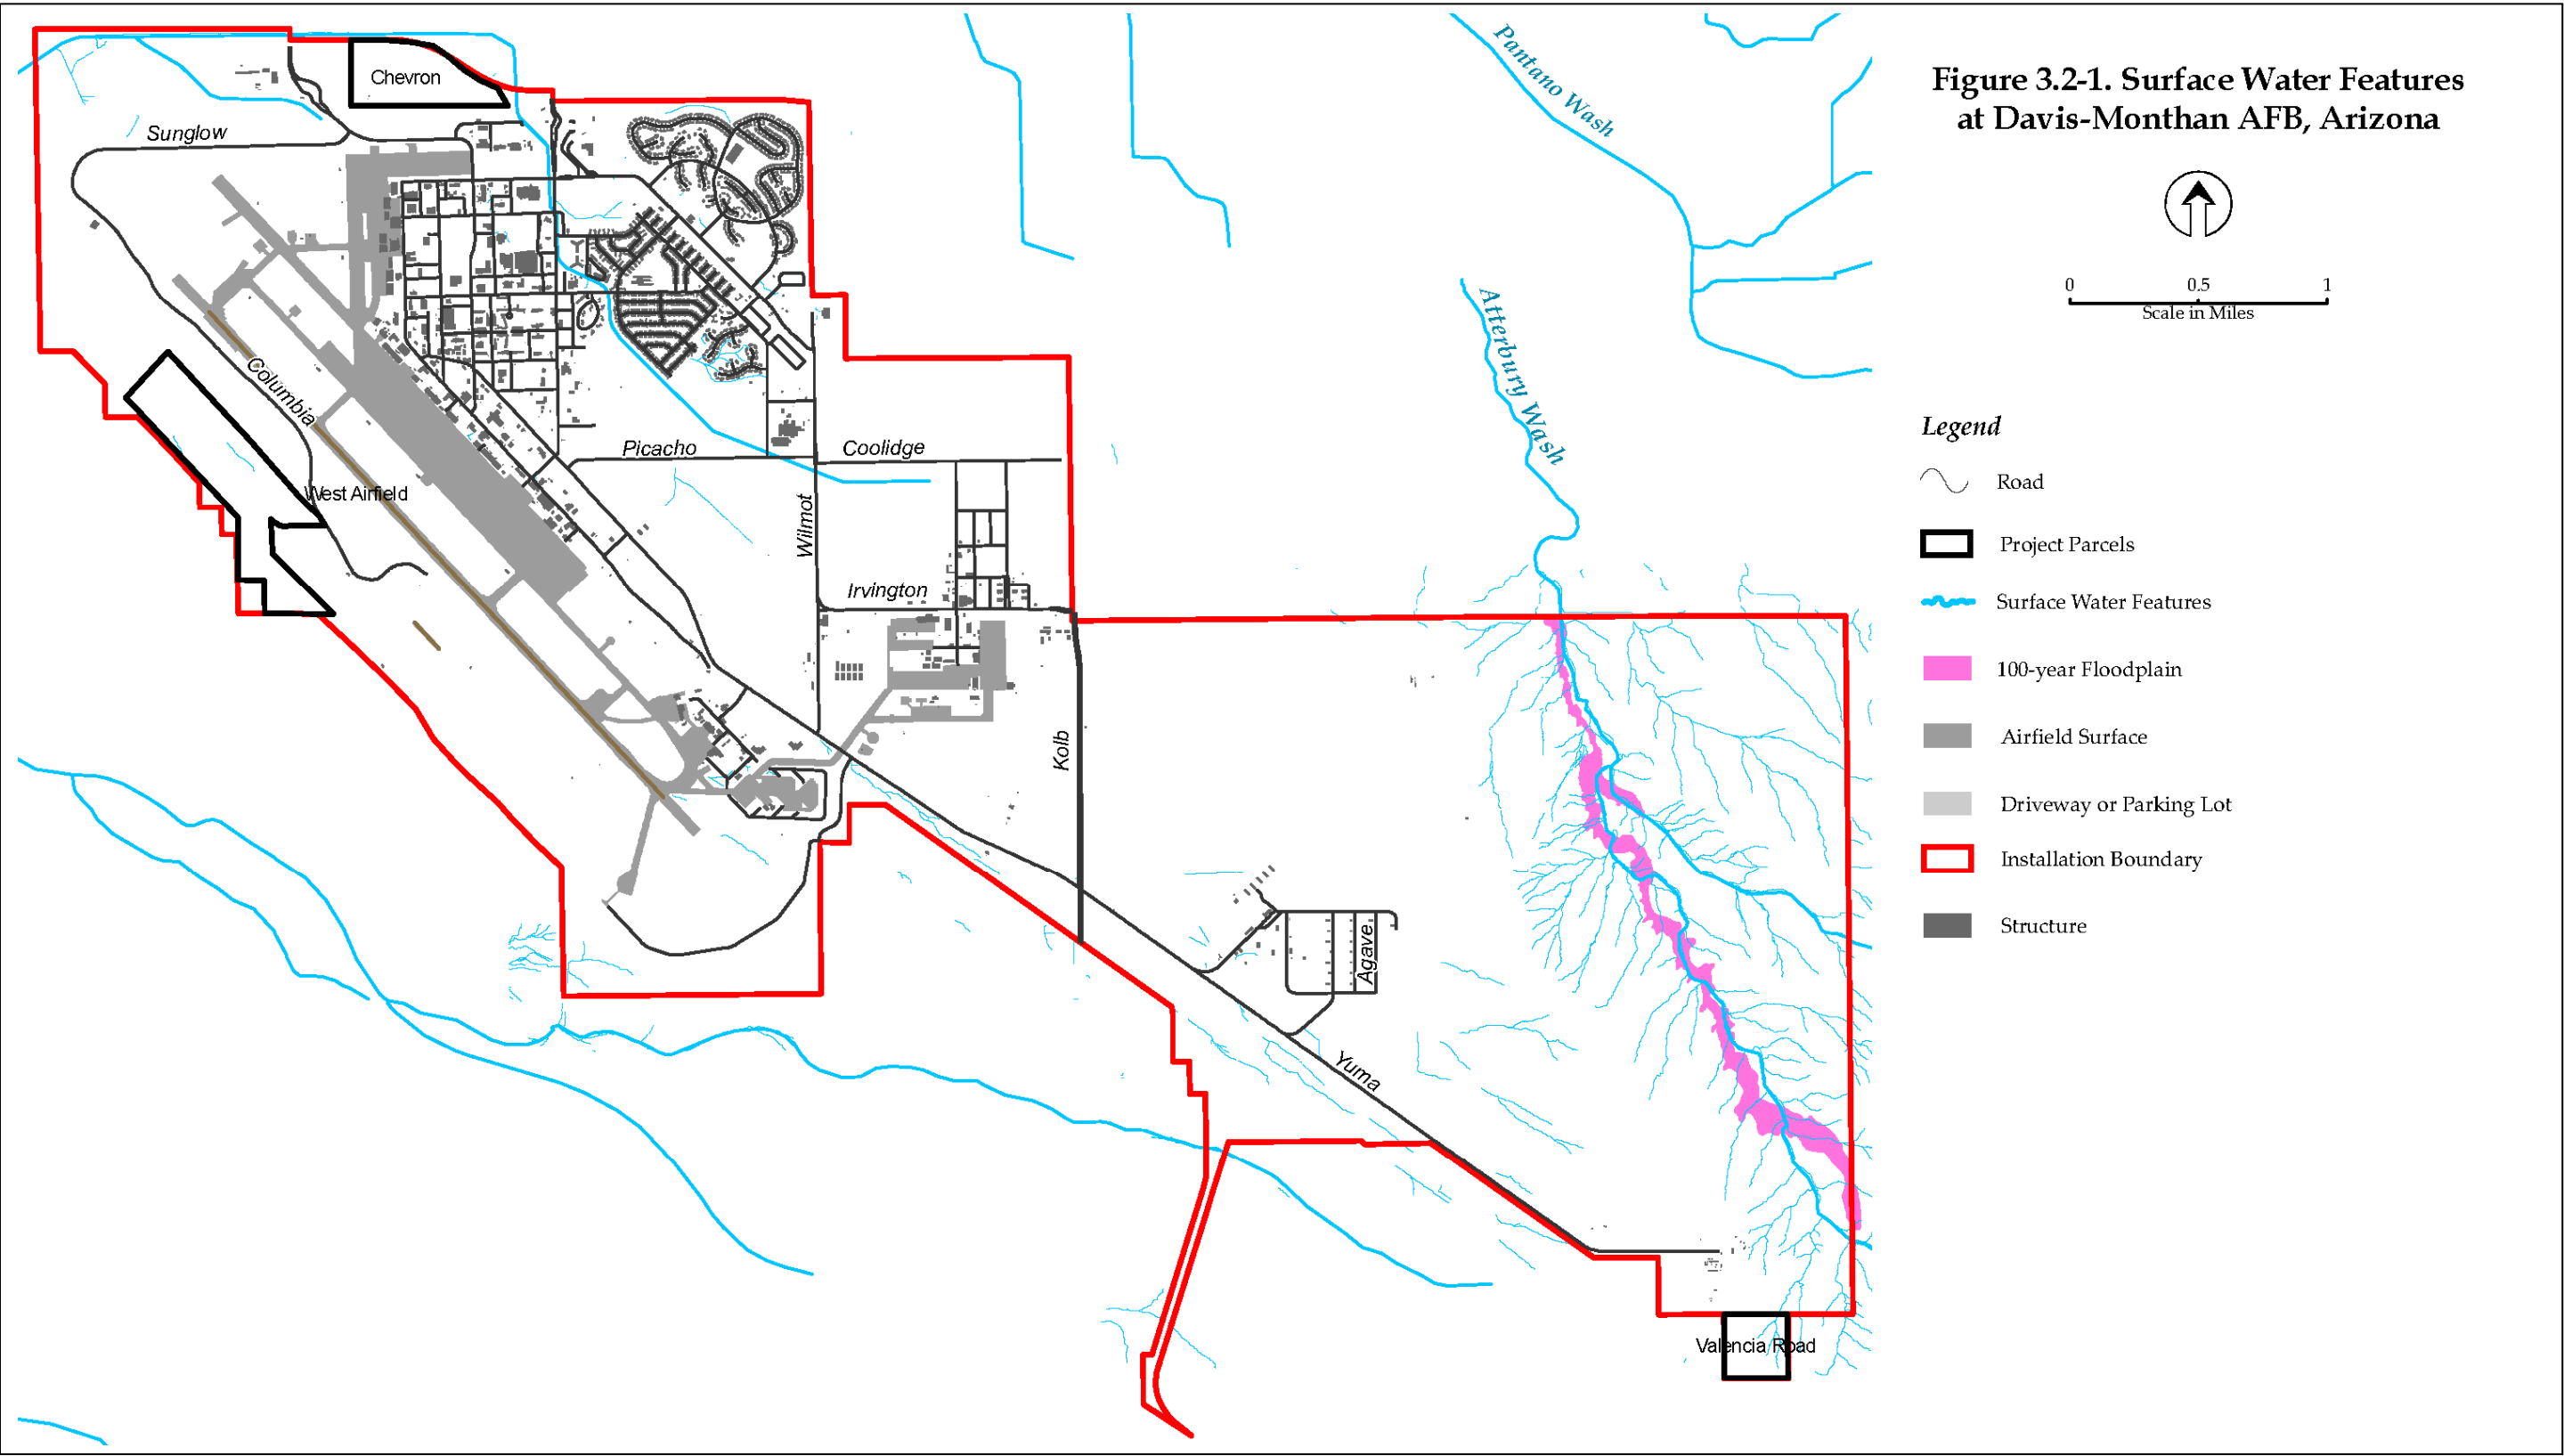 Figure 3.2-1. Surface Water Features
at Davis-Monthan AFB, Arizona
0 0.5 1
Scale in Miles
Legend
Road
Project Parcels
Surface Water Features
100-year Floodplain
Airfield Surface
Driveway or Parking Lot
Installation Boundary
Structure
Pantano Wash
Atterbury Wash
Chevron
Sunglow
Columbia
West Airfield
Picacho
Coolidge
Wilmot
Irvington
Kolb
Agave
Yuma
Valencia Road